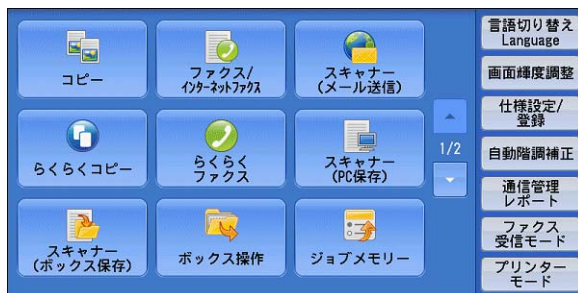 コピー
ファクス/
インターネットファクス
スキャナー
(メール送信)
らくらくコピー
らくらく
ファクス
スキャナー
(PC保存)
スキャナー
(ボックス保存)
ボックス操作
ジョブメモリー
1/2
言語切り替え
Language
画面輝度調整
仕様設定/
登録
自動階調補正
通信管理
レポート
ファクス
受信モード
プリンター
モード